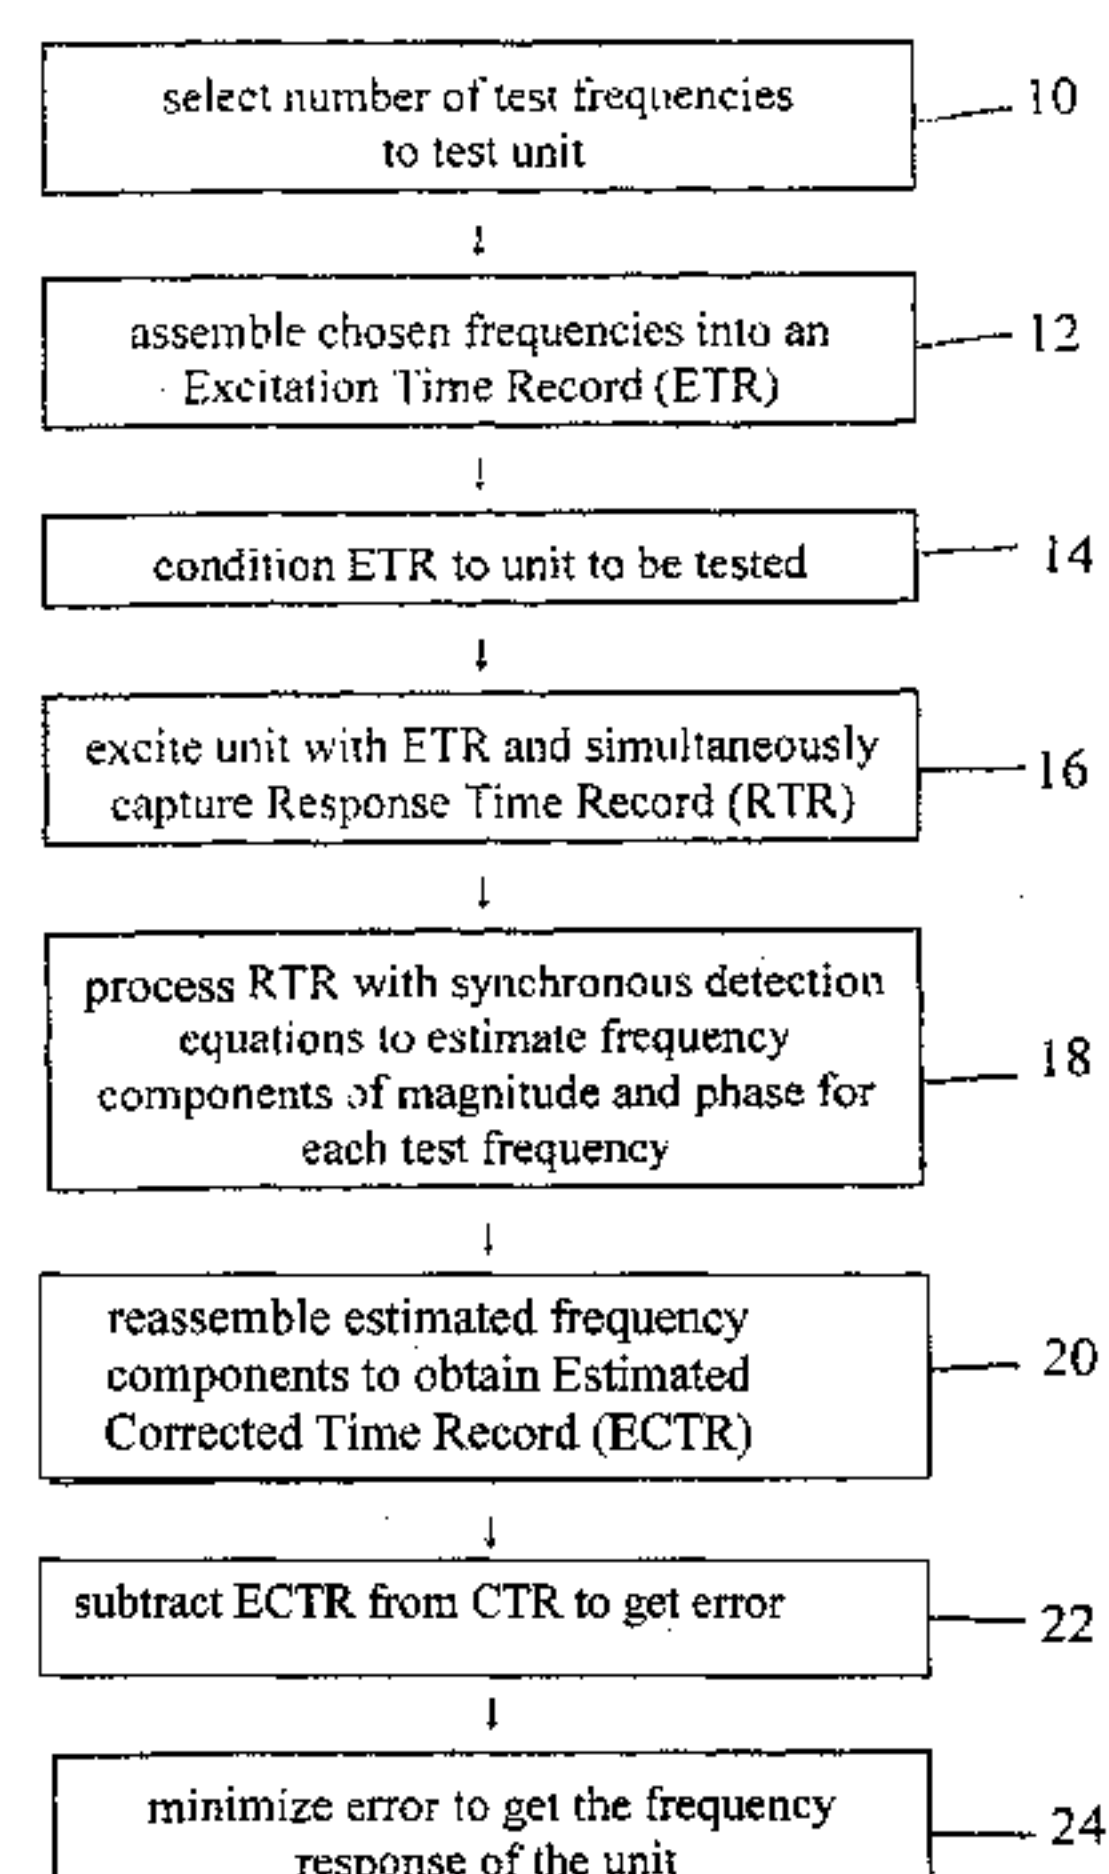 select number of test frequencies
to test unit
10
assemble chosen frequencies into an
Excitation Time Record (ETR)
12
condition ETR to unit to be tested
14
excite unit with ETR and simultaneously
capture Response Time Record (RTR)
16
process RTR with synchronous detection
equations to estimate frequency
components of magnitude and phase for
each test frequency
18
reassemble estimated frequency
components to obtain Estimated
Corrected Time Record (ECTR)
20
subtract ECTR from CTR to get error
22
minimize error to get the frequency
response of the unit
24